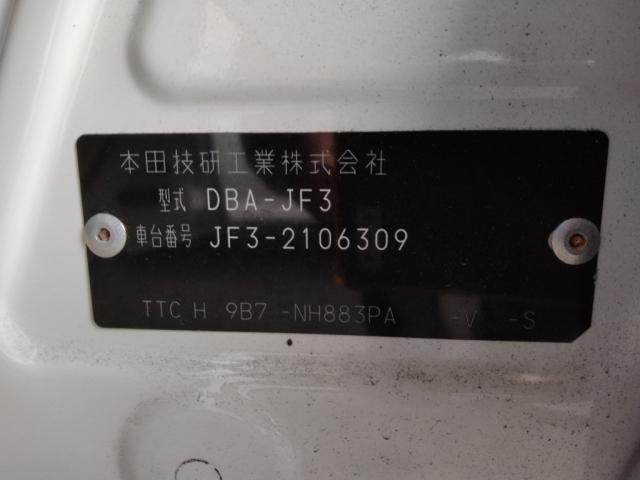 本田技研工業株式会社
型式 DBA-JF3
車台番号 JF3-2106309
TTC H 9B7 -NH883PA -V -S